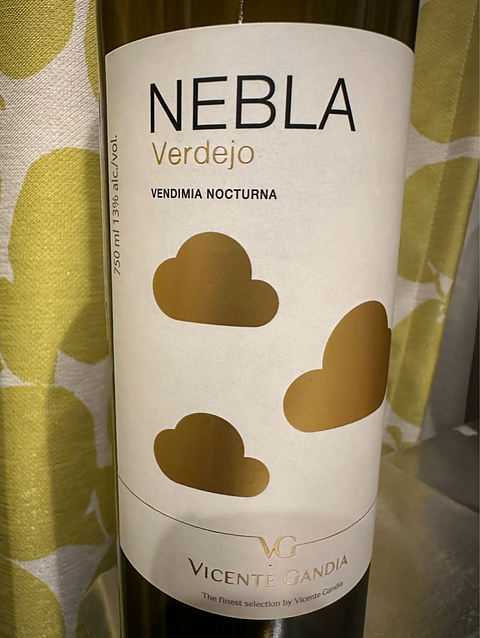 NEBLA
Verdejo
VENDIMIA NOCTURNA
750 ml 13% alc./vol.
VG
VICENTE GANDIA
The finest selection by Vicente Gandia